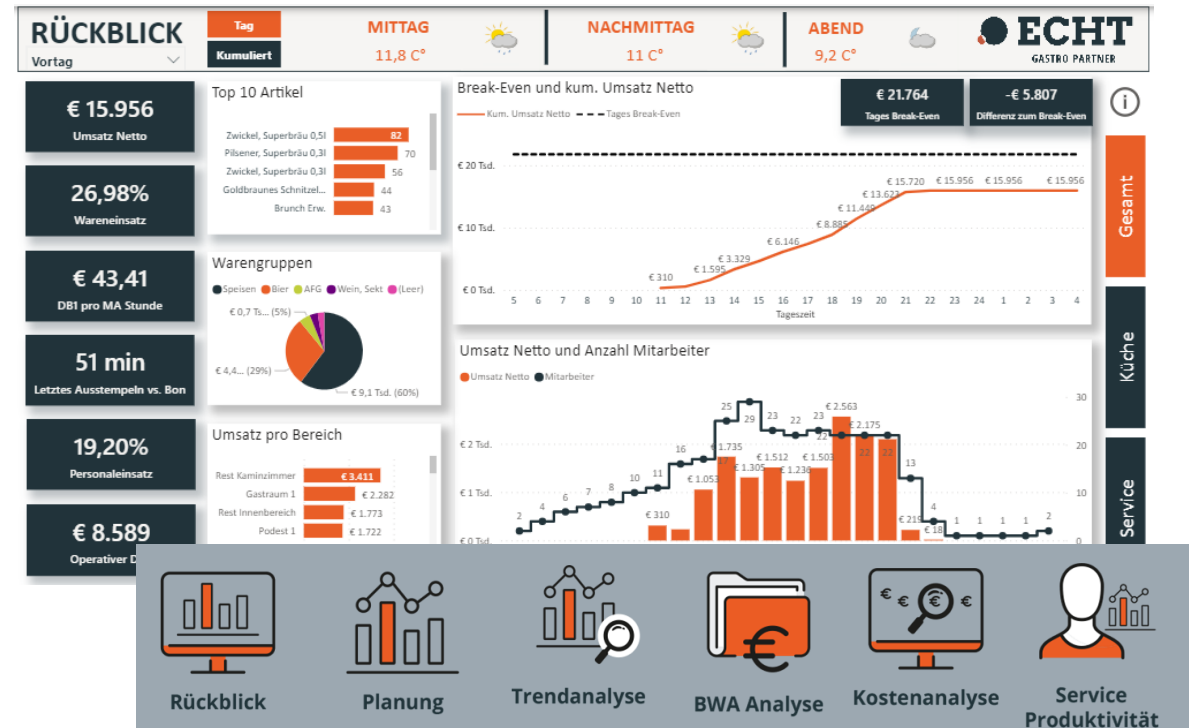 RÜCKBLICK
Vortag
Tag
Kumuliert
MITTAG
11,8 C°
NACHMITTAG
11 C°
ABEND
9,2 C°
ECHT
GASTRO PARTNER
€ 15.956
Umsatz Netto
26,98%
Wareneinsatz
€ 43,41
DB1 pro MA Stunde
51 min
Letztes Ausstempeln vs. Bon
19,20%
Personaleinsatz
€ 8.589
Operativer D
Top 10 Artikel
Zwickel, Superbräu 0,5l 82
Pilsener, Superbräu 0,3l 70
Zwickel, Superbräu 0,3l 56
Goldbraunes Schnitzel... 44
Brunch Erw. 43
Warengruppen
Speisen Bier AFG Wein, Sekt (Leer)
€ 0,7 Ts... (5%)
€ 4,4... (29%)
€ 9,1 Tsd. (60%)
Umsatz pro Bereich
Rest Kaminzimmer € 3.411
Gastraum 1 € 2.282
Rest Innenbereich € 1.773
Podest 1 € 1.722
Break-Even und kum. Umsatz Netto
Kum. Umsatz Netto Tages Break-Even
€ 21.764
Tages Break-Even
-€ 5.807
Differenz zum Break-Even
€ 20 Tsd.
€ 10 Tsd.
€ 0 Tsd.
€ 310 € 1.595 € 3.329 € 6.146 € 8.885 € 11.449 € 13.623 € 15.720 € 15.956 € 15.956 € 15.956
5 6 7 8 9 10 11 12 13 14 15 16 17 18 19 20 21 22 23 24 1 2 3 4
Tageszeit
Umsatz Netto und Anzahl Mitarbeiter
Umsatz Netto Mitarbeiter
€ 2 Tsd.
€ 1 Tsd.
€ 0 Tsd.
2 4 6 7 8 10 11 16 17 25 29 23 22 23 22 22 22 13 4 1 1 1 1 2
€ 310 € 1.053 € 1.735 € 1.305 € 1.512 € 1.236 € 1.503 € 2.563 € 2.175 € 219 € 18
30
20
10
0
Gesamt
Küche
Service
Rückblick
Planung
Trendanalyse
BWA Analyse
Kostenanalyse
Service
Produktivität
€
€ € € €